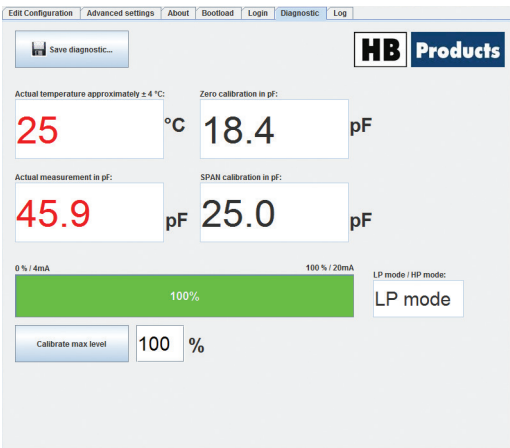 Edit Configuration Advanced settings About Bootload Login Diagnostic Log
Save diagnostic...
HB Products
Actual temperature approximately ± 4 °C: Zero calibration in pF:
25 °C 18.4 pF
Actual measurement in pF: SPAN calibration in pF:
45.9 pF 25.0 pF
0 % / 4mA 100 % / 20mA LP mode / HP mode:
100% LP mode
Calibrate max level 100 %